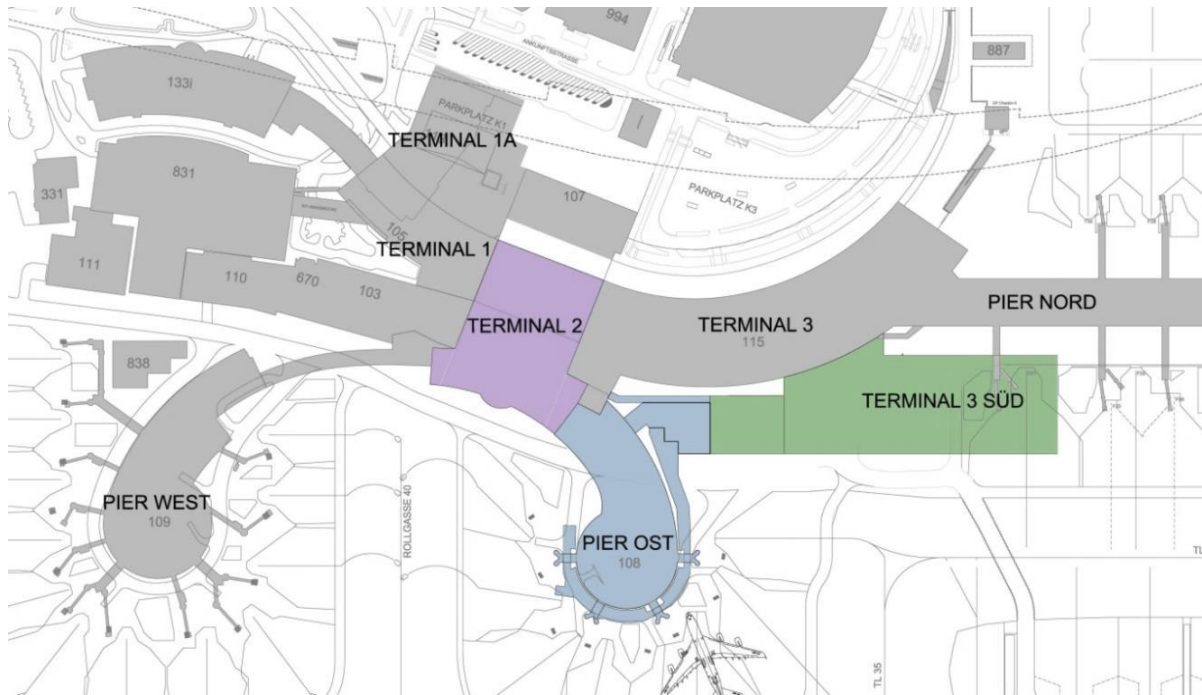 994
ANKUNFTSSTRASSE
887
133i
PARKPLATZ K1
TERMINAL 1A
831
331
107
PARKPLATZ K3
105
TERMINAL 1
111
110
670
103
TERMINAL 2
TERMINAL 3
115
PIER NORD
838
TERMINAL 3 SÜD
PIER WEST
109
ROLLGASSE 40
PIER OST
108
TL 35